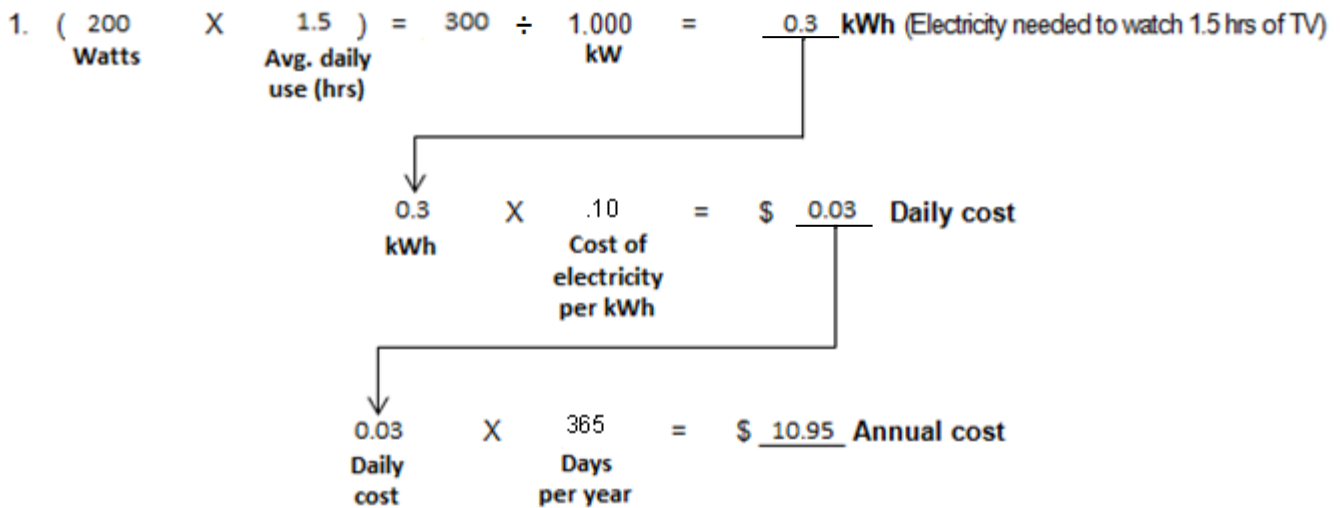 1. ( 200 X 1.5 ) = 300 ÷ 1.000 = 0.3 kWh (Electricity needed to watch 1.5 hrs of TV)
Watts Avg. daily kW
use (hrs)
0.3 X .10 = $ 0.03 Daily cost
kWh Cost of
electricity
per kWh
0.03 X 365 = $ 10.95 Annual cost
Daily Days
cost per year